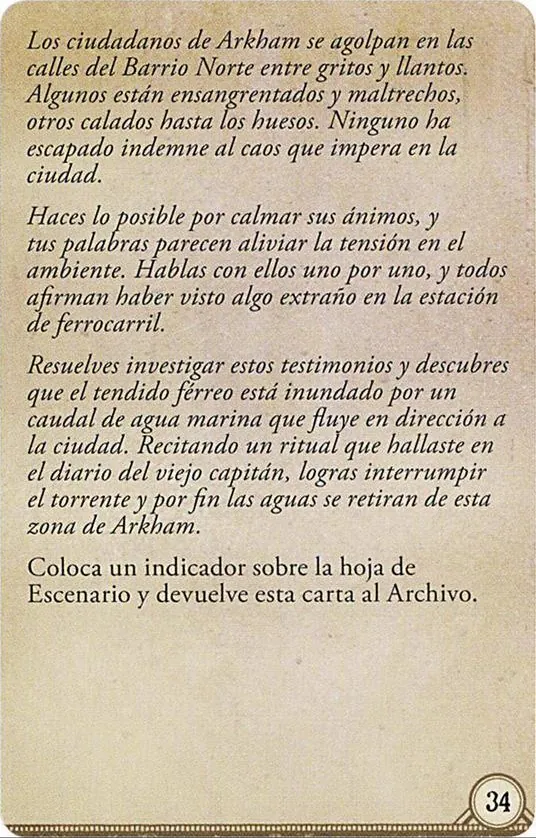 Los ciudadanos de Arkham se agolpan en las
calles del Barrio Norte entre gritos y llantos.
Algunos están ensangrentados y maltrechos,
otros calados hasta los huesos. Ninguno ha
escapado indemne al caos que impera en la
ciudad.
Haces lo posible por calmar sus ánimos, y
tus palabras parecen aliviar la tensión en el
ambiente. Hablas con ellos uno por uno, y todos
afirman haber visto algo extraño en la estación
de ferrocarril.
Resuelves investigar estos testimonios y descubres
que el tendido férreo está inundado por un
caudal de agua marina que fluye en dirección a
la ciudad. Recitando un ritual que hallaste en
el diario del viejo capitán, logras interrumpir
el torrente y por fin las aguas se retiran de esta
zona de Arkham.
Coloca un indicador sobre la hoja de
Escenario y devuelve esta carta al Archivo.
34